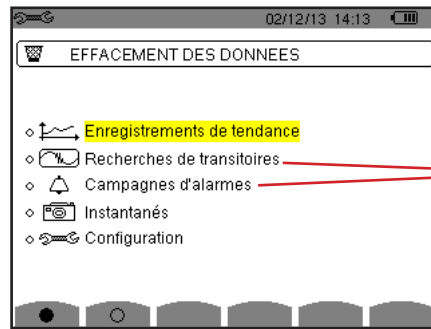 02/12/13 14:13
EFFACEMENT DES DONNEES
Enregistrements de tendance
Recherches de transitoires
Campagnes d'alarmes
Instantanés
Configuration